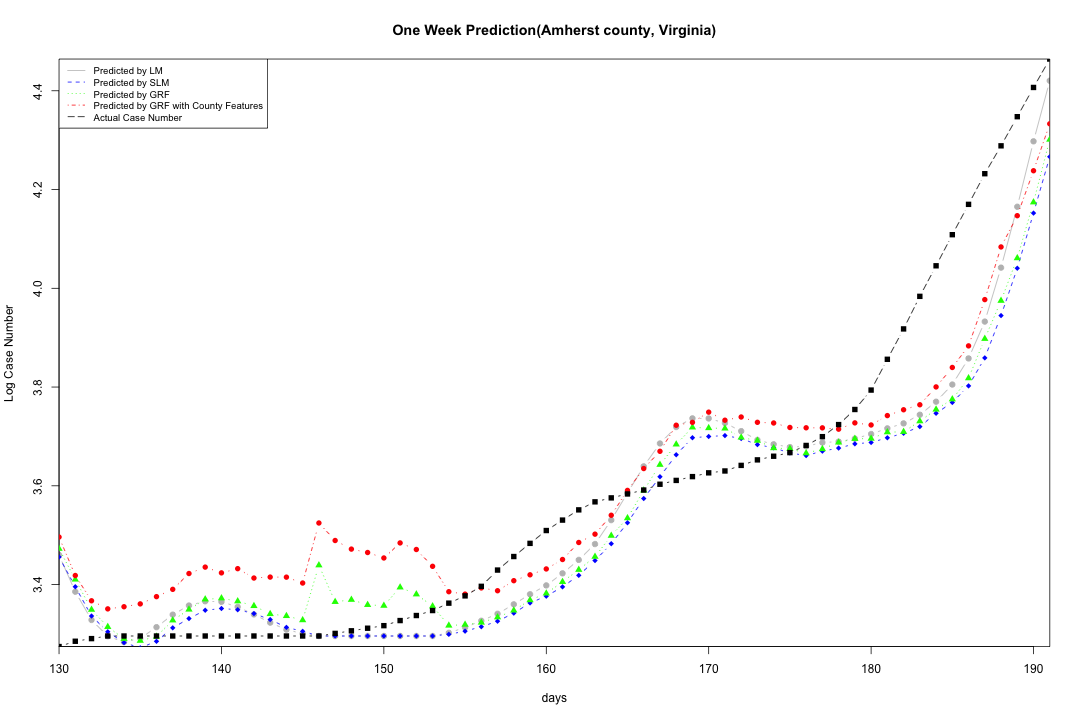 One Week Prediction(Amherst county, Virginia)
Predicted by LM
Predicted by SLM
Predicted by GRF
Predicted by GRF with County Features
Actual Case Number
4.4
4.2
4.0
3.8
3.6
3.4
Log Case Number
130 140 150 160 170 180 190
days